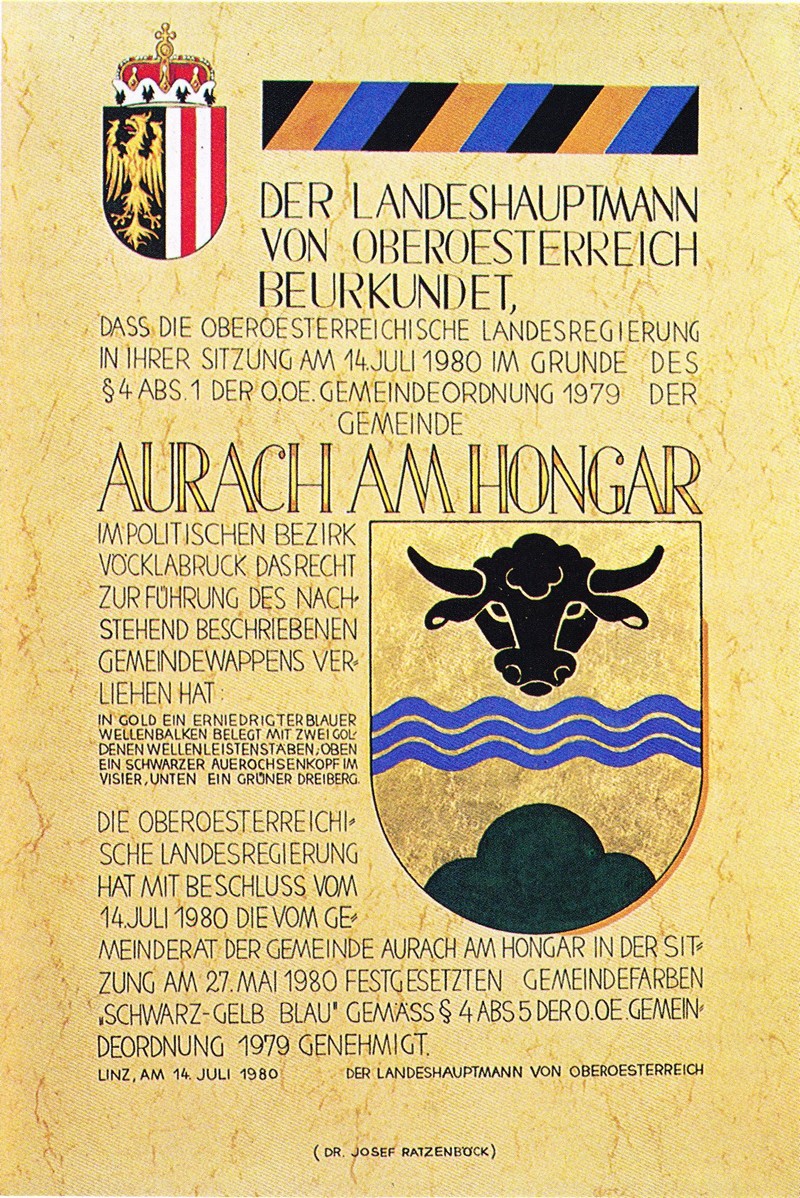 DER LANDESHAUPTMANN
VON OBEROESTERREICH
BEURKUNDET,
DASS DIE OBEROESTERREICHISCHE LANDESREGIERUNG
IN IHRER SITZUNG AM 14. JULI 1980 IM GRUNDE DES
§ 4 ABS. 1 DER O.OE. GEMEINDEORDNUNG 1979 DER
GEMEINDE
AURACH AM HONGAR
IM POLITISCHEN BEZIRK
VÖCKLABRUCK DAS RECHT
ZUR FÜHRUNG DES NACH=
STEHEND BESCHRIEBENEN
GEMEINDEWAPPENS VER=
LIEHEN HAT:
IN GOLD EIN ERNIEDRIGTER BLAUER
WELLENBALKEN BELEGT MIT ZWEI GOL=
DENEN WELLENLEISTENSTÄBEN; OBEN
EIN SCHWARZER AUEROCHSENKOPF IM
VISIER, UNTEN EIN GRÜNER DREIBERG.
DIE OBEROESTERREICHI=
SCHE LANDESREGIERUNG
HAT MIT BESCHLUSS VOM
14. JULI 1980 DIE VOM GE=
MEINDERAT DER GEMEINDE AURACH AM HONGAR IN DER SIT=
ZUNG AM 27. MAI 1980 FESTGESETZTEN GEMEINDEFARBEN
„SCHWARZ-GELB BLAU" GEMÄSS § 4 ABS 5 DER O.OE. GEMEIN=
DEORDNUNG 1979 GENEHMIGT.
LINZ, AM 14. JULI 1980 DER LANDESHAUPTMANN VON OBEROESTERREICH
(DR. JOSEF RATZENBÖCK)